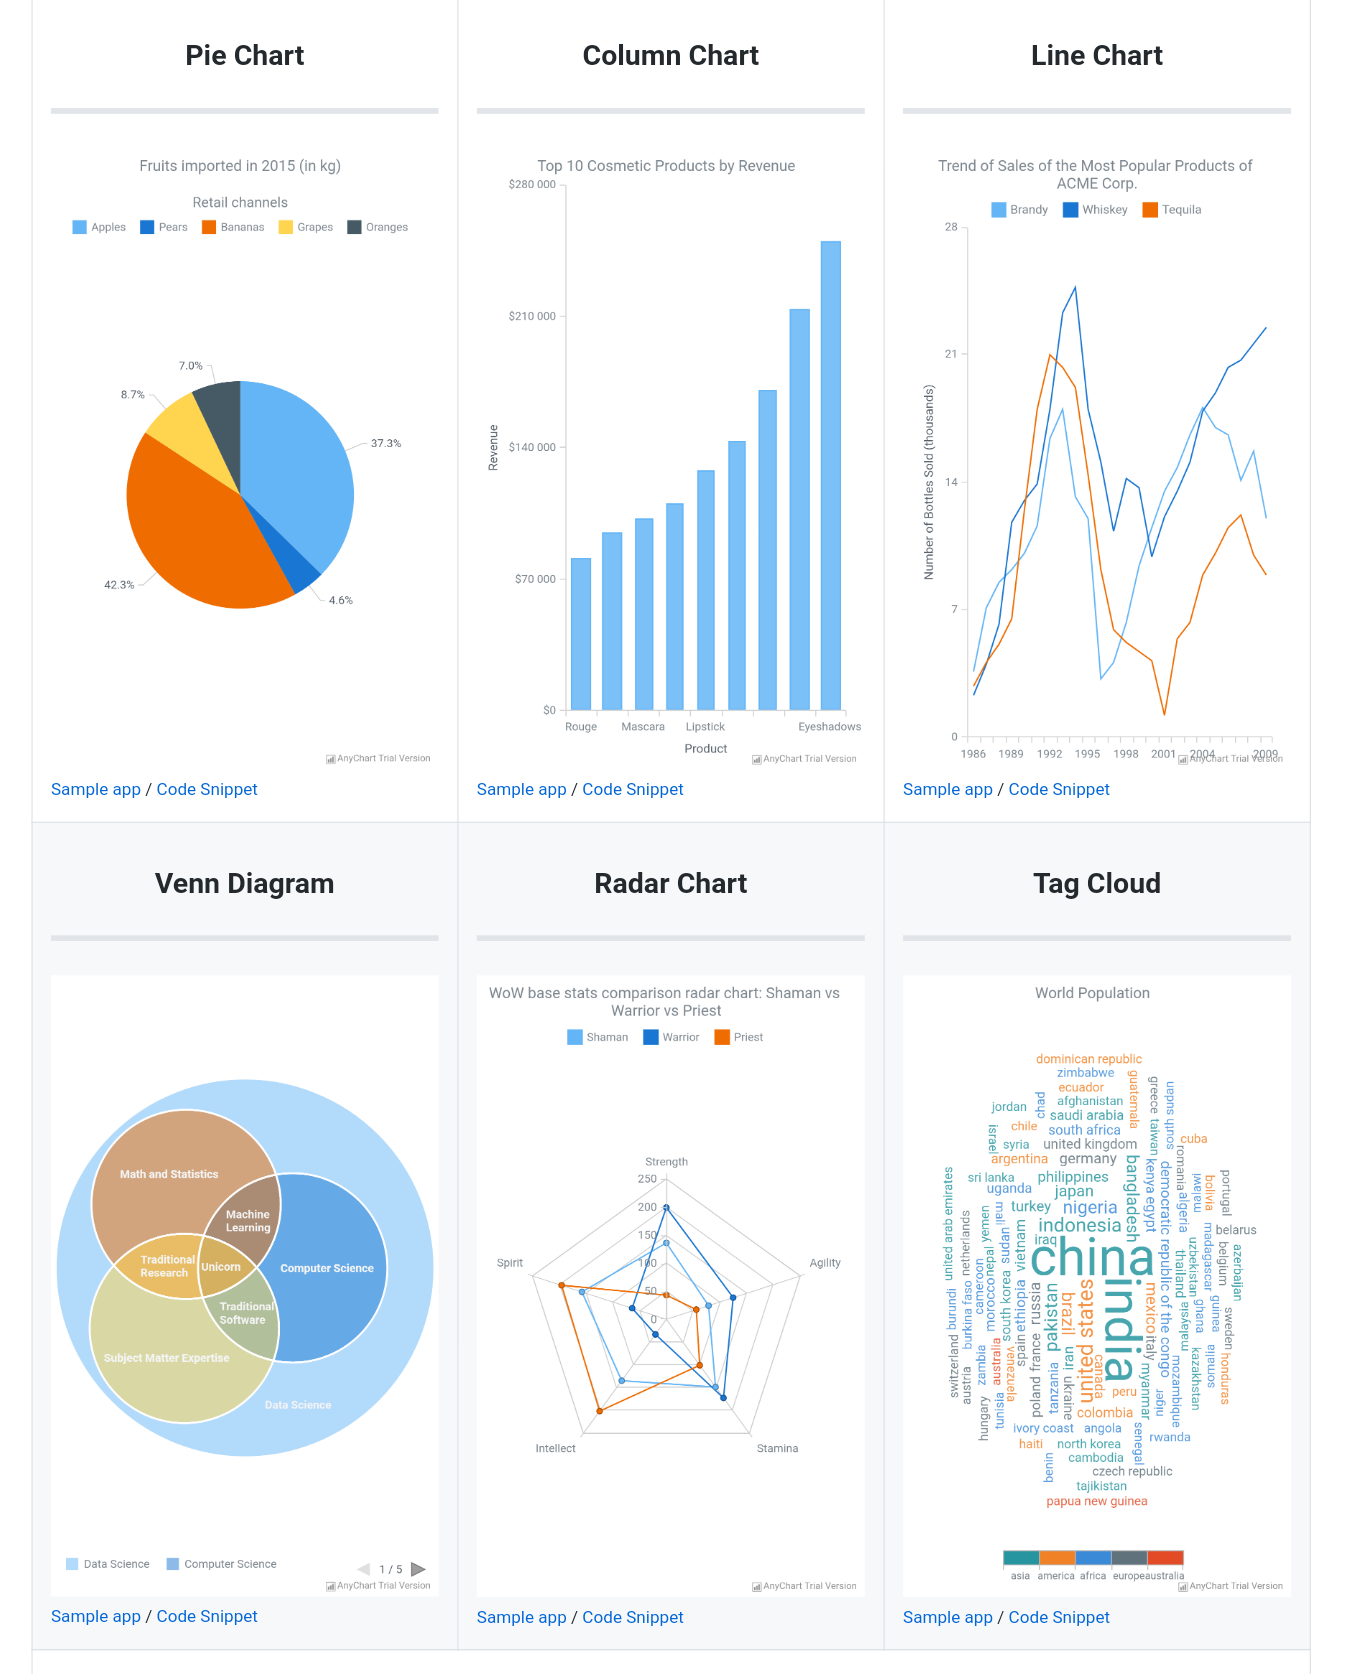 Pie Chart
Fruits imported in 2015 (in kg)
Retail channels
Apples Pears Bananas Grapes Oranges
7.0%
8.7%
37.3%
42.3%
4.6%
AnyChart Trial Version
Sample app / Code Snippet
Column Chart
Top 10 Cosmetic Products by Revenue
$280 000
$210 000
$140 000
$70 000
$0
Revenue
Rouge Mascara Lipstick Eyeshadows
Product
AnyChart Trial Version
Sample app / Code Snippet
Line Chart
Trend of Sales of the Most Popular Products of
ACME Corp.
Brandy Whiskey Tequila
28
21
14
7
0
Number of Bottles Sold (thousands)
1986 1989 1992 1995 1998 2001 2004 2009
AnyChart Trial Version
Sample app / Code Snippet
Venn Diagram
Math and Statistics
Machine
Learning
Traditional
Research
Unicorn
Computer Science
Traditional
Software
Subject Matter Expertise
Data Science
Data Science Computer Science
1 / 5
AnyChart Trial Version
Sample app / Code Snippet
Radar Chart
WoW base stats comparison radar chart: Shaman vs
Warrior vs Priest
Shaman Warrior Priest
Strength
250
200
150
100
50
0
Spirit
Agility
Intellect
Stamina
AnyChart Trial Version
Sample app / Code Snippet
Tag Cloud
World Population
dominican republic
zimbabwe
ecuador
guatemala
greece
south sudan
chad
afghanistan
jordan
saudi arabia
chile
south africa
taiwan
cuba
israel
syria
united kingdom
argentina
germany
romania
bangladesh
kenya
egypt
democratic republic of the congo
sri lanka
philippines
uganda
japan
algeria
malawi
bolivia
portugal
united arab emirates
netherlands
yemen
mali
turkey
nigeria
indonesia
iraq
china
sudan
vietnam
nepal
cameroon
morocco
south korea
ethiopia
russia
pakistan
brazil
united states
india
mexico
italy
thailand
uzbekistan
madagascar
belgium
belarus
azerbaijan
malaysia
ghana
guinea
sweden
burundi
burkina faso
switzerland
austria
zambia
australia
venezuela
spain
france
poland
iran
ukraine
tanzania
canada
peru
myanmar
niger
mozambique
kazakhstan
somalia
honduras
hungary
tunisia
colombia
ivory coast
angola
senegal
rwanda
haiti
north korea
cambodia
benin
czech republic
tajikistan
papua new guinea
asia america africa europe australia
AnyChart Trial Version
Sample app / Code Snippet